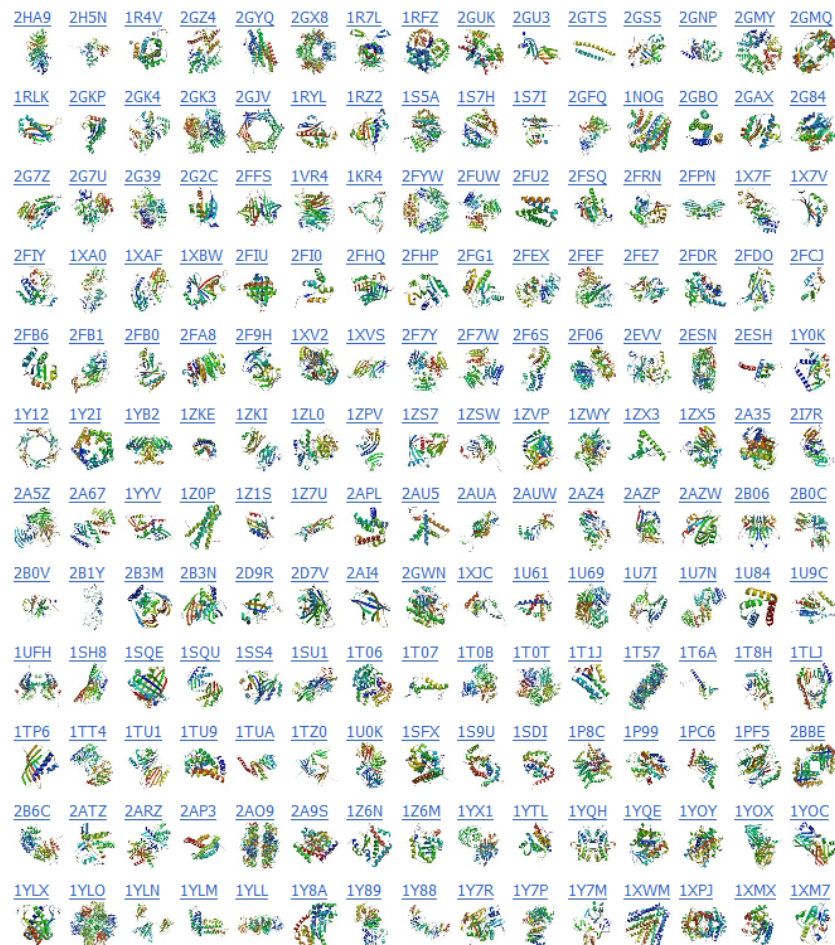 2HA9 2H5N 1R4V 2GZ4 2GYQ 2GX8 1R7L 1RFZ 2GUK 2GU3 2GTS 2GS5 2GNP 2GMY 2GMQ
1RLK 2GKP 2GK4 2GK3 2GJV 1RYL 1RZ2 1S5A 1S7H 1S7I 2GFQ 1NOG 2GBO 2GAX 2G84
2G7Z 2G7U 2G39 2G2C 2FFS 1VR4 1KR4 2FYW 2FUW 2FU2 2FSQ 2FRN 2FPN 1X7F 1X7V
2FIY 1XA0 1XAF 1XBW 2FIU 2FI0 2FHQ 2FHP 2FG1 2FEX 2FEF 2FE7 2FDR 2FDO 2FCJ
2FB6 2FB1 2FB0 2FA8 2F9H 1XV2 1XVS 2F7Y 2F7W 2F6S 2F06 2EVV 2ESN 2ESH 1Y0K
1Y12 1Y2I 1YB2 1ZKE 1ZKI 1ZL0 1ZPV 1ZS7 1ZSW 1ZVP 1ZWY 1ZX3 1ZX5 2A35 2I7R
2A5Z 2A67 1YYV 1Z0P 1Z1S 1Z7U 2APL 2AU5 2AUA 2AUW 2AZ4 2AZP 2AZW 2B06 2B0C
2B0V 2B1Y 2B3M 2B3N 2D9R 2D7V 2AI4 2GWN 1XJC 1U61 1U69 1U7I 1U7N 1U84 1U9C
1UFH 1SH8 1SQE 1SQU 1SS4 1SU1 1T06 1T07 1T0B 1T0T 1T1J 1T57 1T6A 1T8H 1TLJ
1TP6 1TT4 1TU1 1TU9 1TUA 1TZ0 1U0K 1SFX 1S9U 1SDI 1P8C 1P99 1PC6 1PF5 2BBE
2B6C 2ATZ 2ARZ 2AP3 2AO9 2A9S 1Z6N 1Z6M 1YX1 1YTL 1YQH 1YQE 1YOY 1YOX 1YOC
1YLX 1YLO 1YLN 1YLM 1YLL 1Y8A 1Y89 1Y88 1Y7R 1Y7P 1Y7M 1XWM 1XPJ 1XMX 1XM7